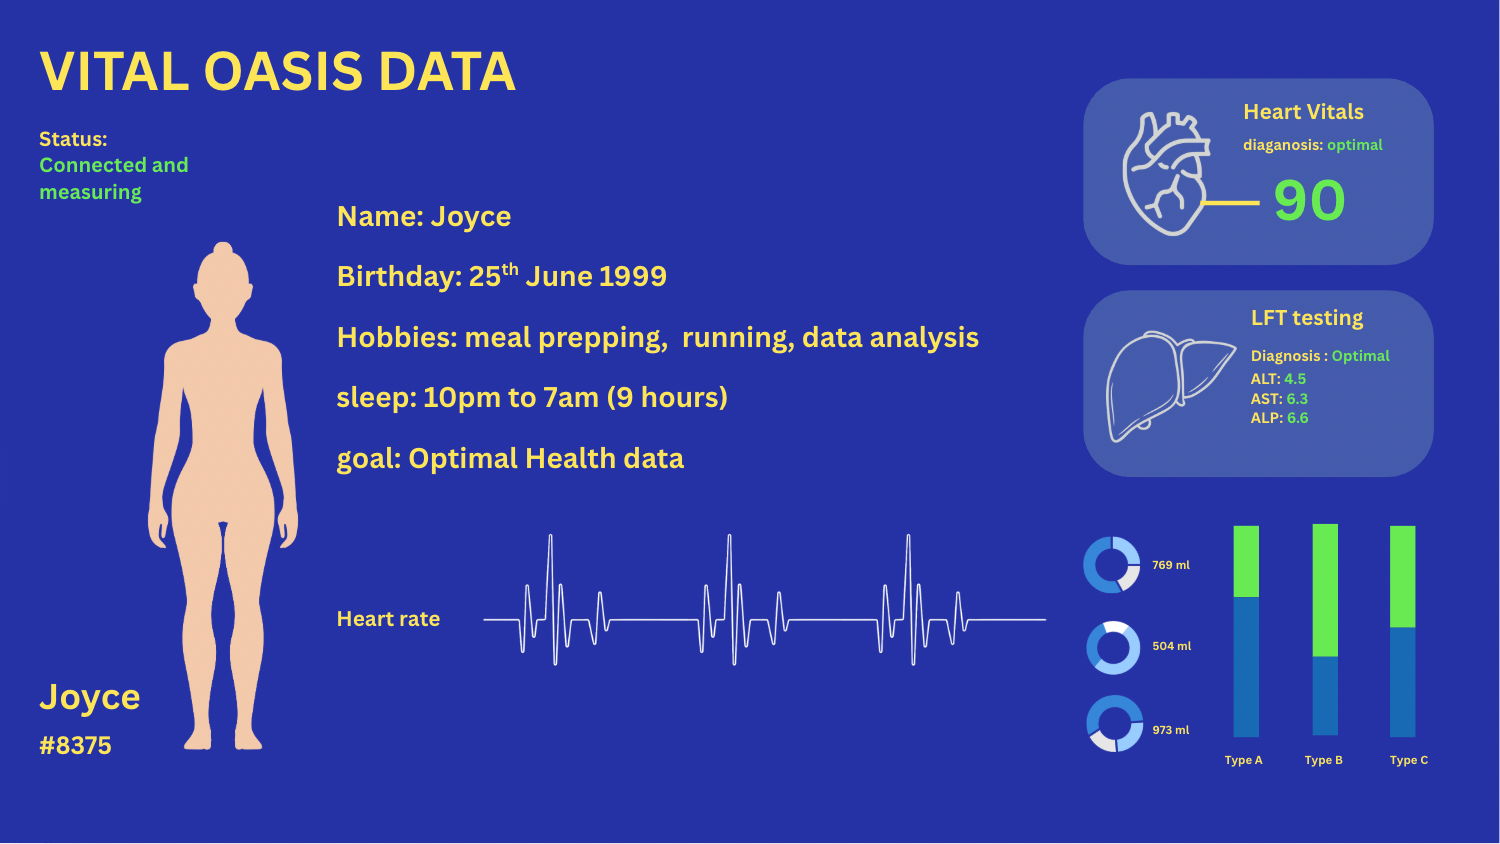 VITAL OASIS DATA
Status:
Connected and
measuring
Name: Joyce
Birthday: 25th June 1999
Hobbies: meal prepping,  running, data analysis
sleep: 10pm to 7am (9 hours)
goal: Optimal Health data
Heart rate
Joyce
#8375
Heart Vitals
diaganosis: optimal
90
LFT testing
Diagnosis : Optimal
ALT: 4.5
AST: 6.3
ALP: 6.6
769 ml
504 ml
973 ml
Type A
Type B
Type C